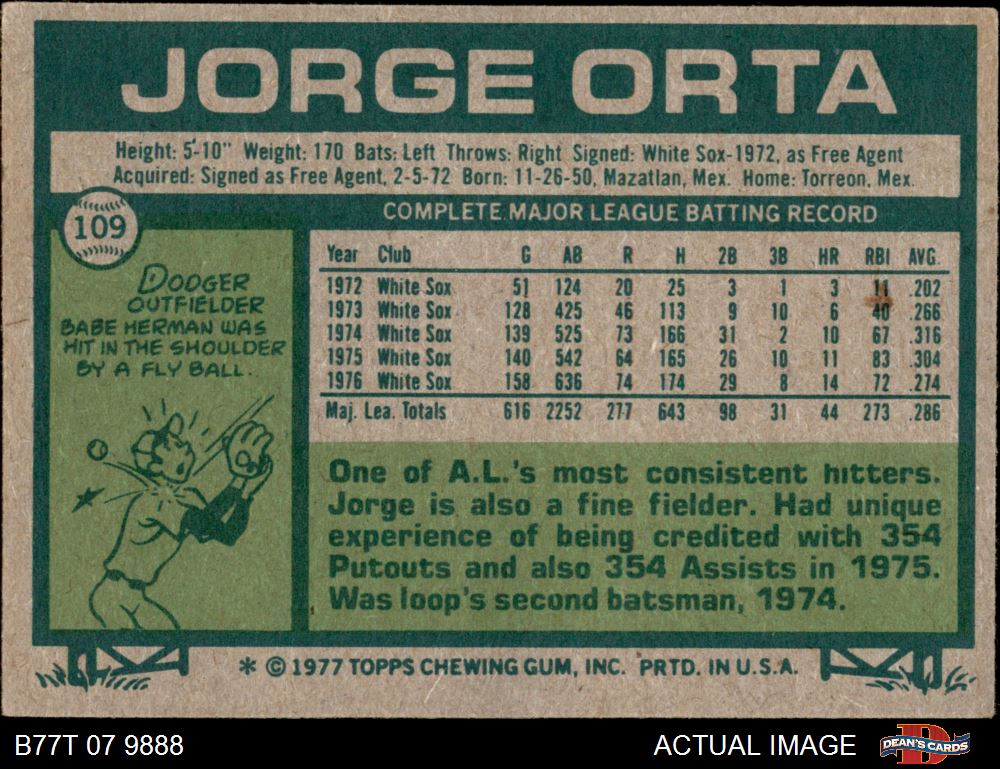 JORGE ORTA
Height: 5'-10" Weight: 170 Bats: Left Throws: Right Signed: White Sox-1972, as Free Agent
Acquired: Signed as Free Agent, 2-5-72 Born: 11-26-50, Mazatlan, Mex. Home: Torreon, Mex.
109
COMPLETE MAJOR LEAGUE BATTING RECORD
DODGER
OUTFIELDER
BABE HERMAN WAS
HIT IN THE SHOULDER
BY A FLY BALL.
Year Club G AB R H 2B 3B HR RBI AVG.
1972 White Sox 51 124 20 25 3 1 3 11 .202
1973 White Sox 128 425 46 113 9 10 6 40 .266
1974 White Sox 139 525 73 166 31 2 10 67 .316
1975 White Sox 140 542 64 165 26 10 11 83 .304
1976 White Sox 158 636 74 174 29 8 14 72 .274
Maj. Lea. Totals 616 2252 277 643 98 31 44 273 .286
One of A.L.'s most consistent hitters.
Jorge is also a fine fielder. Had unique
experience of being credited with 354
Putouts and also 354 Assists in 1975.
Was loop's second batsman, 1974.
* © 1977 TOPPS CHEWING GUM, INC. PRTD. IN U.S.A.
B77T 07 9888
ACTUAL IMAGE
DEAN'S CARDS